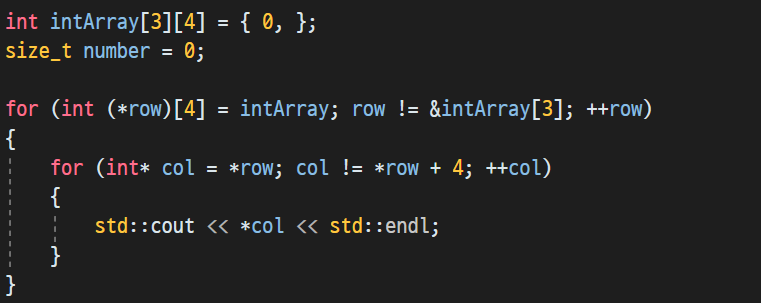 int intArray[3][4] = { 0, };
size_t number = 0;

for (int (*row)[4] = intArray; row != &intArray[3]; ++row)
{
    for (int* col = *row; col != *row + 4; ++col)
    {
        std::cout << *col << std::endl;
    }
}